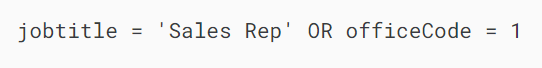 jobtitle = 'Sales Rep' OR officeCode = 1